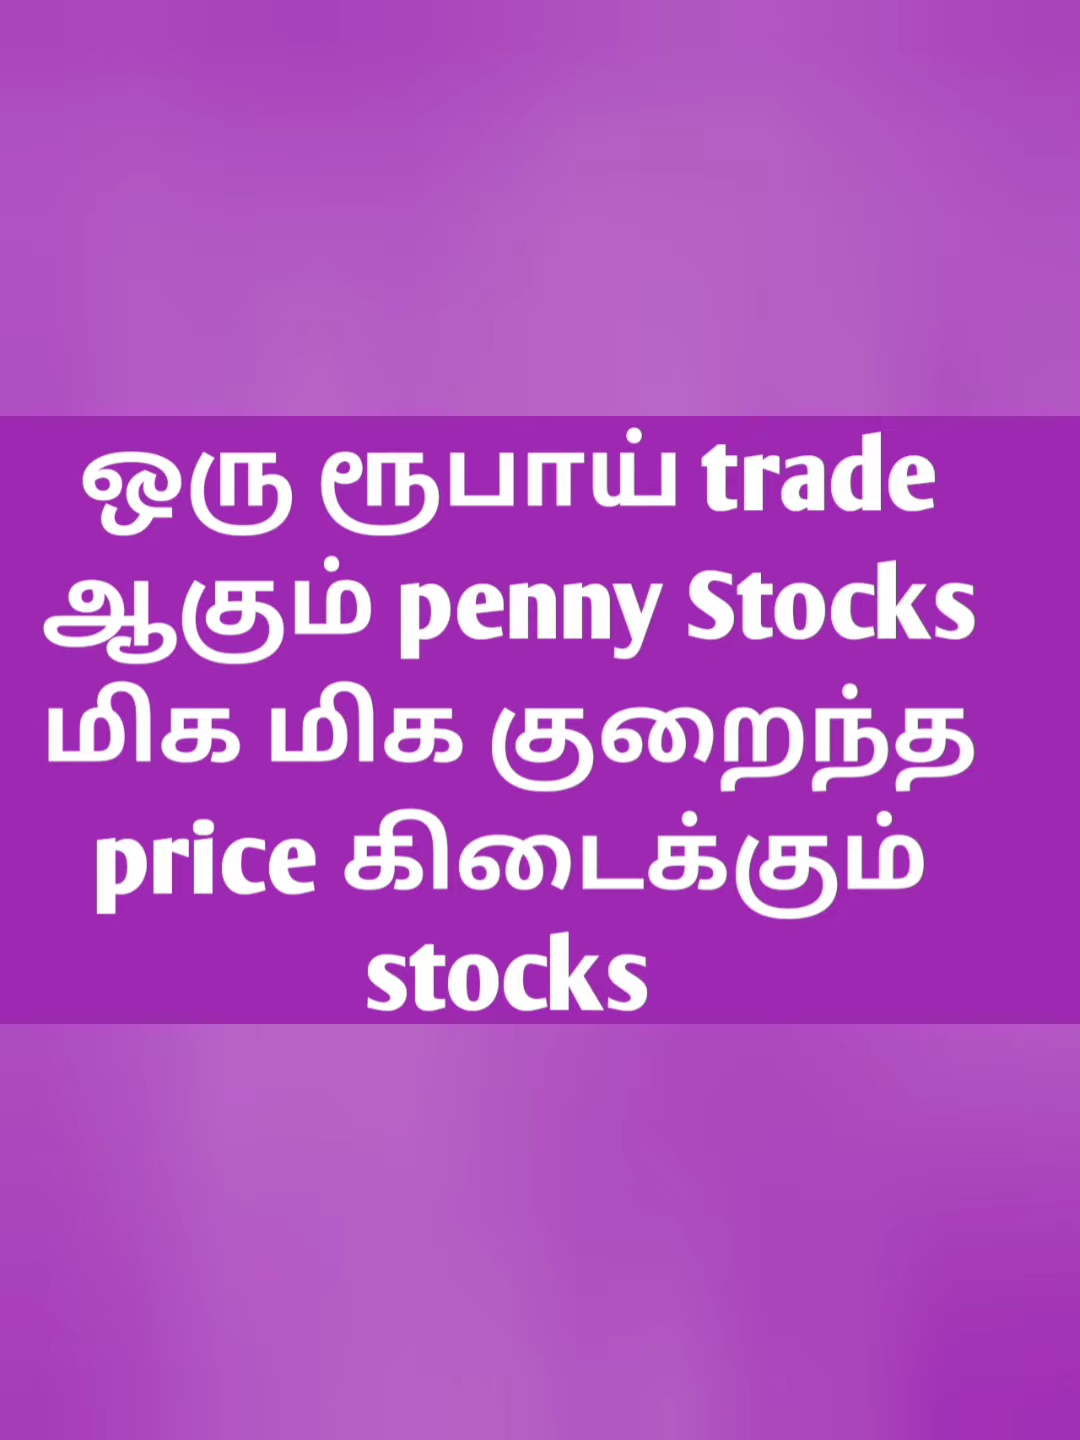 ஒரு ரூபாய் trade
ஆகும் penny Stocks
மிக மிக குறைந்த
price கிடைக்கும்
stocks